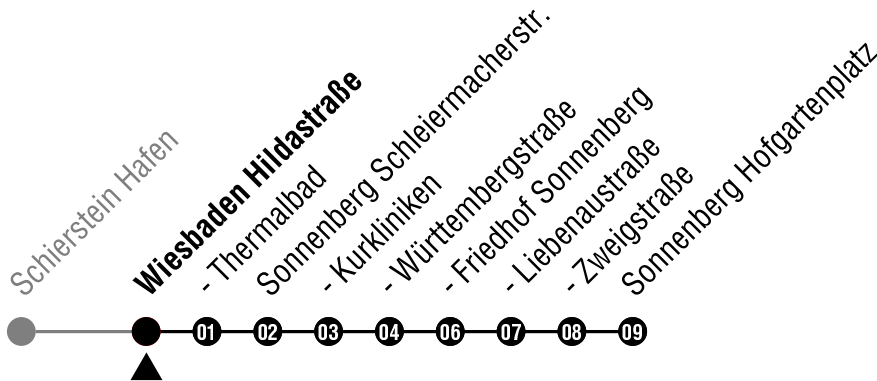 Schierstein Hafen
Wiesbaden Hildastraße
- Thermalbad
Sonnenberg Schleiermacherstr.
- Kurkliniken
- Württembergstraße
- Friedhof Sonnenberg
- Liebenaustraße
- Zweigstraße
Sonnenberg Hofgartenplatz
01 02 03 04 06 07 08 09